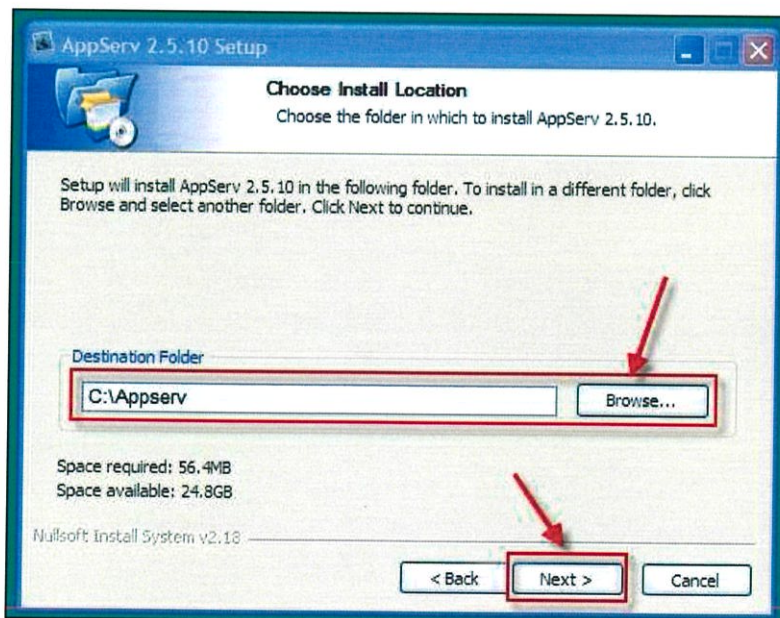 AppServ 2.5.10 Setup
Choose Install Location
Choose the folder in which to install AppServ 2.5.10.
Setup will install AppServ 2.5.10 in the following folder. To install in a different folder, click
Browse and select another folder. Click Next to continue.
Destination Folder
C:\Appserv
Browse...
Space required: 56.4MB
Space available: 24.8GB
Nullsoft Install System v2.18
< Back
Next >
Cancel